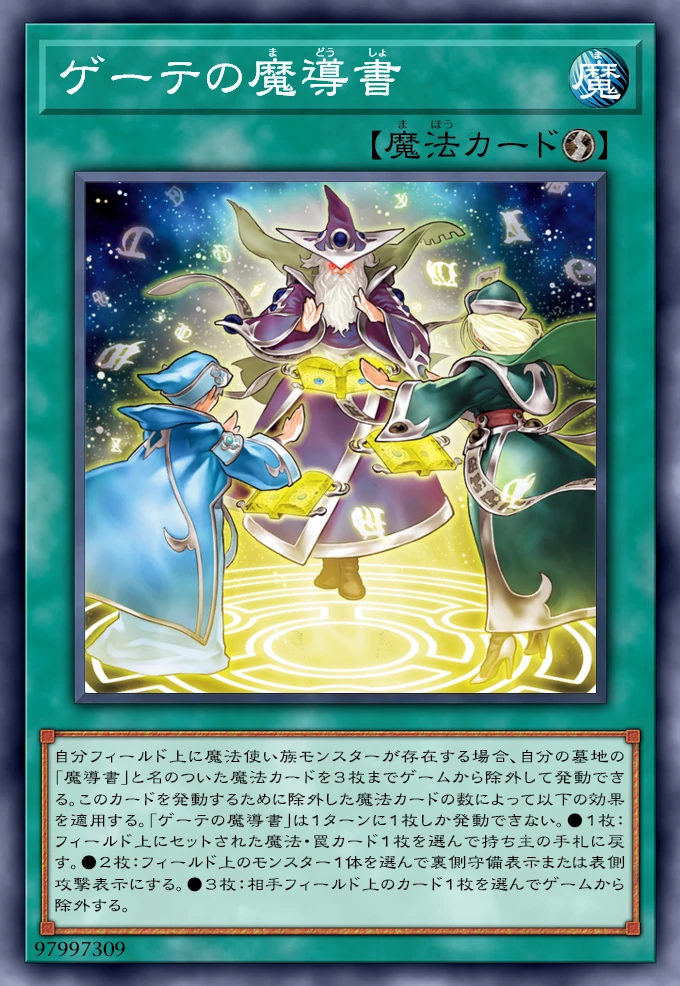 ゲーテの魔導書
ま どう しょ
魔
ま
【魔法カード】
ま ほう
自分フィールド上に魔法使い族モンスターが存在する場合、自分の墓地の
「魔導書」と名のついた魔法カードを3枚までゲームから除外して発動でき
る。このカードを発動するために除外した魔法カードの数によって以下の効果
を適用する。「ゲーテの魔導書」は1ターンに1枚しか発動できない。●1枚：
フィールド上にセットされた魔法・罠カード1枚を選んで持ち主の手札に戻
す。●2枚：フィールド上のモンスター1体を選んで裏側守備表示または表側
攻撃表示にする。●3枚：相手フィールド上のカード1枚を選んでゲームから
除外する。
97997309